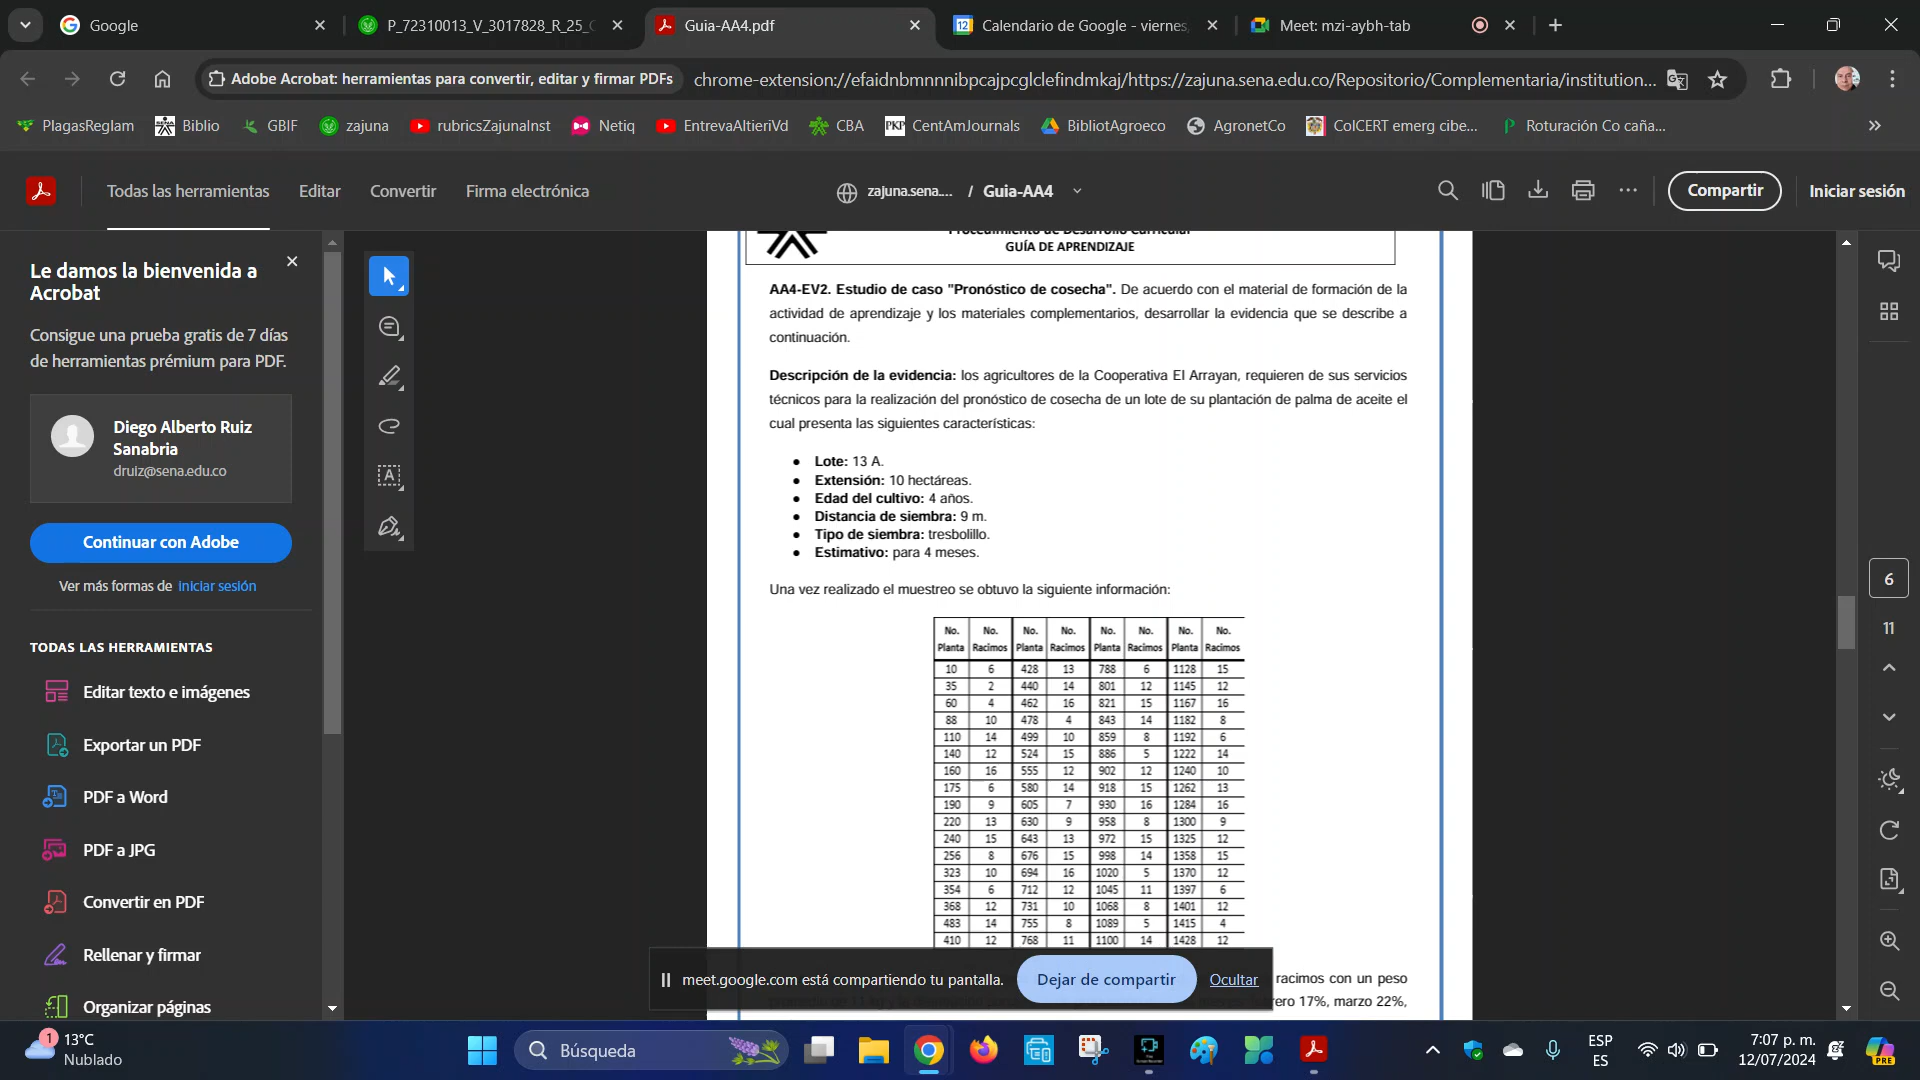 Google
P_72310013_V_3017828_R_25_C
Guia-AA4.pdf
Calendario de Google - viernes,
Meet: mzi-aybh-tab
Adobe Acrobat: herramientas para convertir, editar y firmar PDFs
chrome-extension://efaidnbmnnnibpcajpcglclefindmkaj/https://zajuna.sena.edu.co/Repositorio/Complementaria/institution...
PlagasReglam
Biblio
GBIF
zajuna
rubricsZajunaInst
Netiq
EntrevaAltieriVd
CBA
CentAmJournals
BibliotAgroeco
AgronetCo
ColCERT emerg cibe...
Roturación Co caña...
Todas las herramientas
Editar
Convertir
Firma electrónica
zajuna.sena....
/ Guia-AA4
Compartir
Iniciar sesión
Le damos la bienvenida a
Acrobat
Consigue una prueba gratis de 7 días
de herramientas prémium para PDF.
Diego Alberto Ruiz
Sanabria
druiz@sena.edu.co
Continuar con Adobe
Ver más formas de iniciar sesión
TODAS LAS HERRAMIENTAS
Editar texto e imágenes
Exportar un PDF
PDF a Word
PDF a JPG
Convertir en PDF
Rellenar y firmar
Organizar páginas
Procedimiento de Desarrollo Curricular
GUÍA DE APRENDIZAJE
AA4-EV2. Estudio de caso "Pronóstico de cosecha". De acuerdo con el material de formación de la
actividad de aprendizaje y los materiales complementarios, desarrollar la evidencia que se describe a
continuación.
Descripción de la evidencia: los agricultores de la Cooperativa El Arrayan, requieren de sus servicios
técnicos para la realización del pronóstico de cosecha de un lote de su plantación de palma de aceite el
cual presenta las siguientes características:
● Lote: 13 A.
● Extensión: 10 hectáreas.
● Edad del cultivo: 4 años.
● Distancia de siembra: 9 m.
● Tipo de siembra: tresbolillo.
● Estimativo: para 4 meses.
Una vez realizado el muestreo se obtuvo la siguiente información:
No. No. No. No. No. No. No. No.
Planta Racimos Planta Racimos Planta Racimos Planta Racimos
10 6 428 13 788 6 1128 15
35 2 440 14 801 12 1145 12
60 4 462 16 821 15 1167 16
88 10 478 4 843 14 1182 8
110 14 499 10 859 8 1192 6
140 12 524 15 886 5 1222 14
160 16 555 12 902 12 1240 10
175 6 580 14 918 15 1262 13
190 9 605 7 930 16 1284 16
220 13 630 9 958 8 1300 9
240 15 643 13 972 15 1325 12
256 8 676 15 998 14 1358 15
323 10 694 16 1020 5 1370 12
354 6 712 12 1045 11 1397 6
368 12 731 10 1068 8 1401 12
483 14 755 8 1089 5 1415 4
410 12 768 11 1100 14 1428 12
racimos con un peso
17%, marzo 22%,
meet.google.com está compartiendo tu pantalla.
Dejar de compartir
Ocultar
6
11
1
13°C
Nublado
Búsqueda
ESP
ES
7:07 p. m.
12/07/2024
PRE